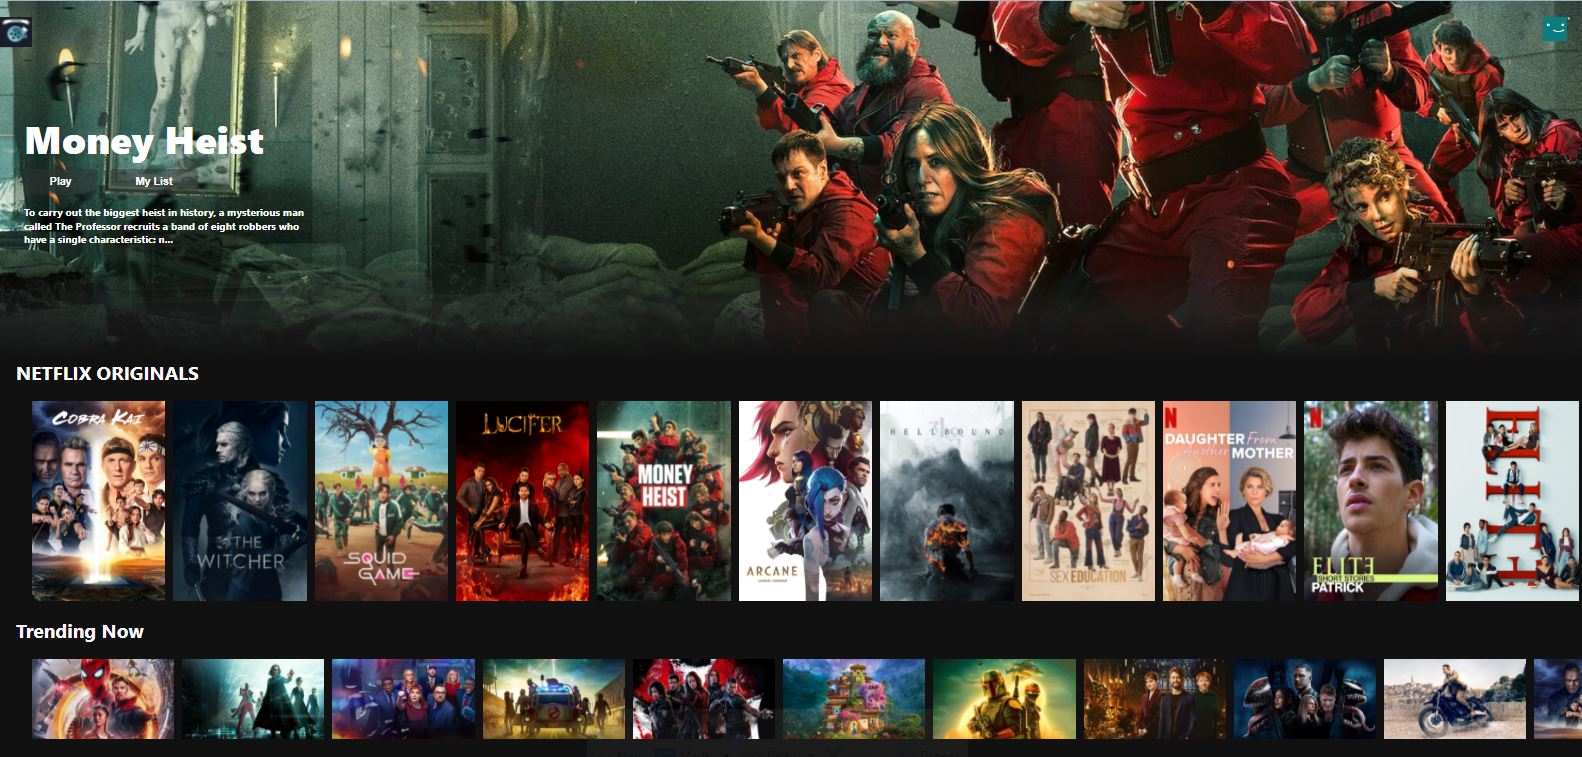 Money Heist
Play
My List
To carry out the biggest heist in history, a mysterious man
called The Professor recruits a band of eight robbers who
have a single characteristic: n...
NETFLIX ORIGINALS
COBRA KAI
THE
WITCHER
SQUID
GAME
LUCIFER
MONEY
HEIST
ARCANE
HELLBOUND
SEX EDUCATION
N
DAUGHTER From
Another MOTHER
N
ELITE
SHORT STORIES
PATRICK
ELITE
Trending Now